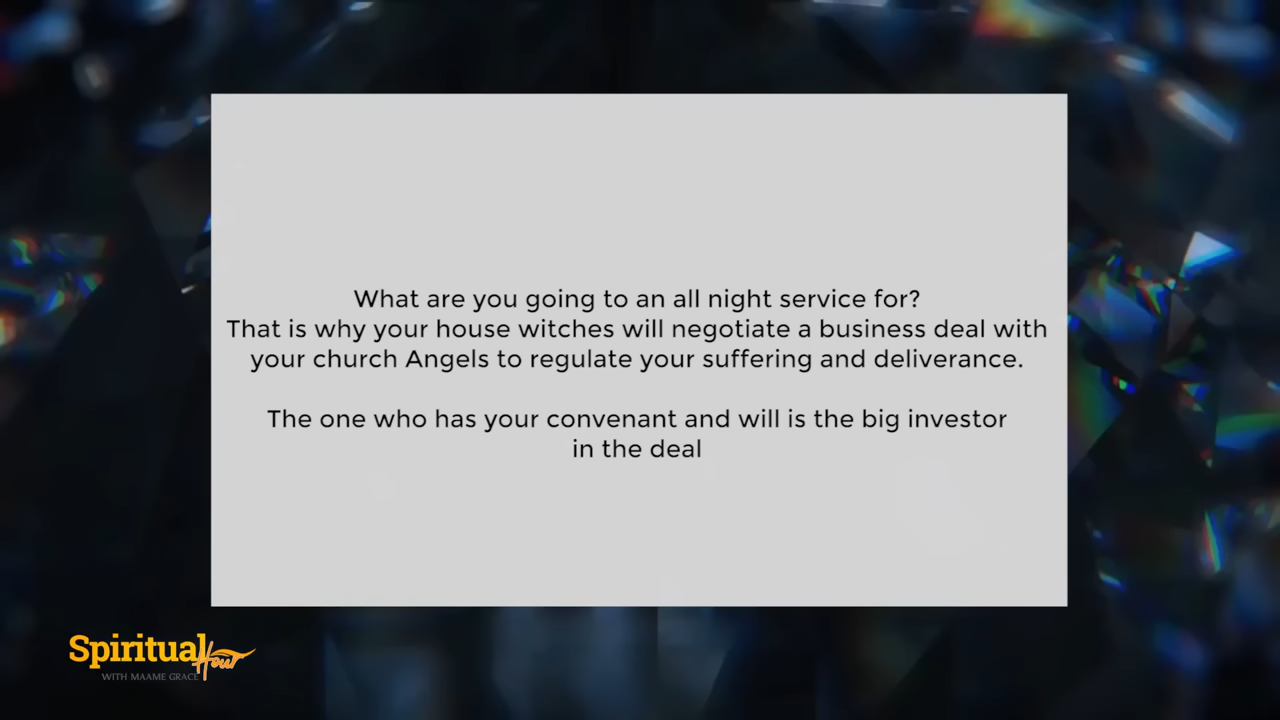 What are you going to an all night service for?
That is why your house witches will negotiate a business deal with
your church Angels to regulate your suffering and deliverance.
The one who has your convenant and will is the big investor
in the deal
Spiritual
Hour
WITH MAAME GRACE